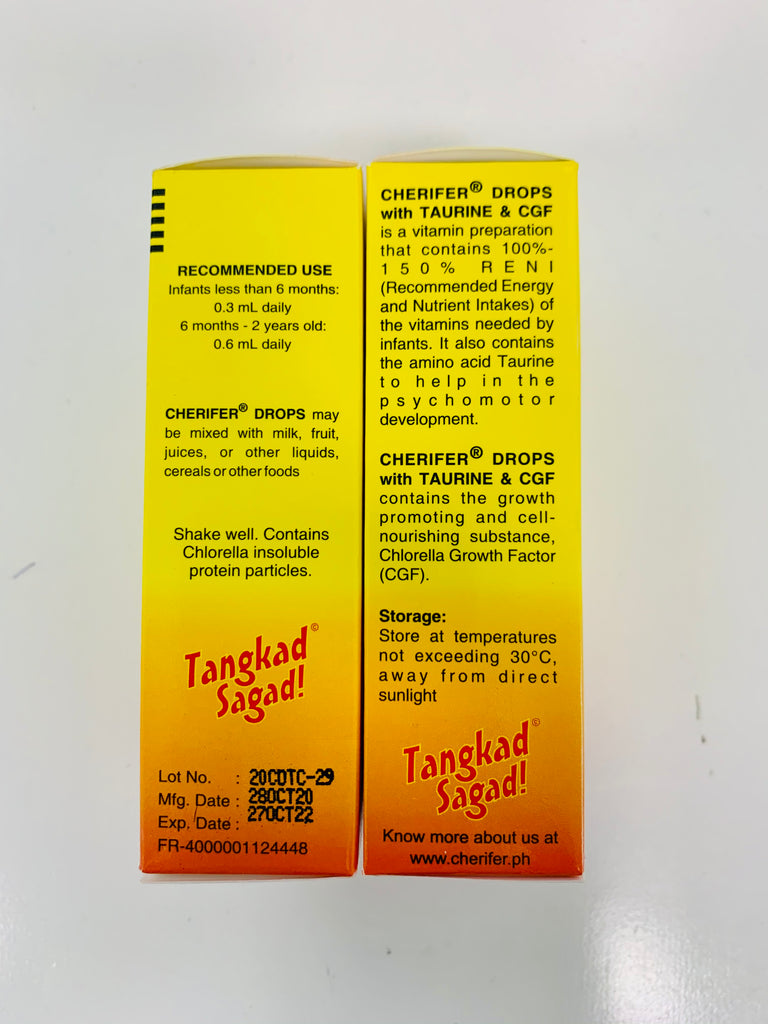 RECOMMENDED USE
Infants less than 6 months:
0.3 mL daily
6 months - 2 years old:
0.6 mL daily
CHERIFER® DROPS may
be mixed with milk, fruit,
juices, or other liquids,
cereals or other foods
Shake well. Contains
Chlorella insoluble
protein particles.
Tangkad©
Sagad!
Lot No. : 20CDTC-29
Mfg. Date : 28OCT20
Exp. Date : 27OCT22
FR-4000001124448
CHERIFER® DROPS
with TAURINE & CGF
is a vitamin preparation
that contains 100%-
150% RENI
(Recommended Energy
and Nutrient Intakes) of
the vitamins needed by
infants. It also contains
the amino acid Taurine
to help in the
psychomotor
development.
CHERIFER® DROPS
with TAURINE & CGF
contains the growth
promoting and cell-
nourishing substance,
Chlorella Growth Factor
(CGF).
Storage:
Store at temperatures
not exceeding 30°C,
away from direct
sunlight
Tangkad©
Sagad!
Know more about us at
www.cherifer.ph